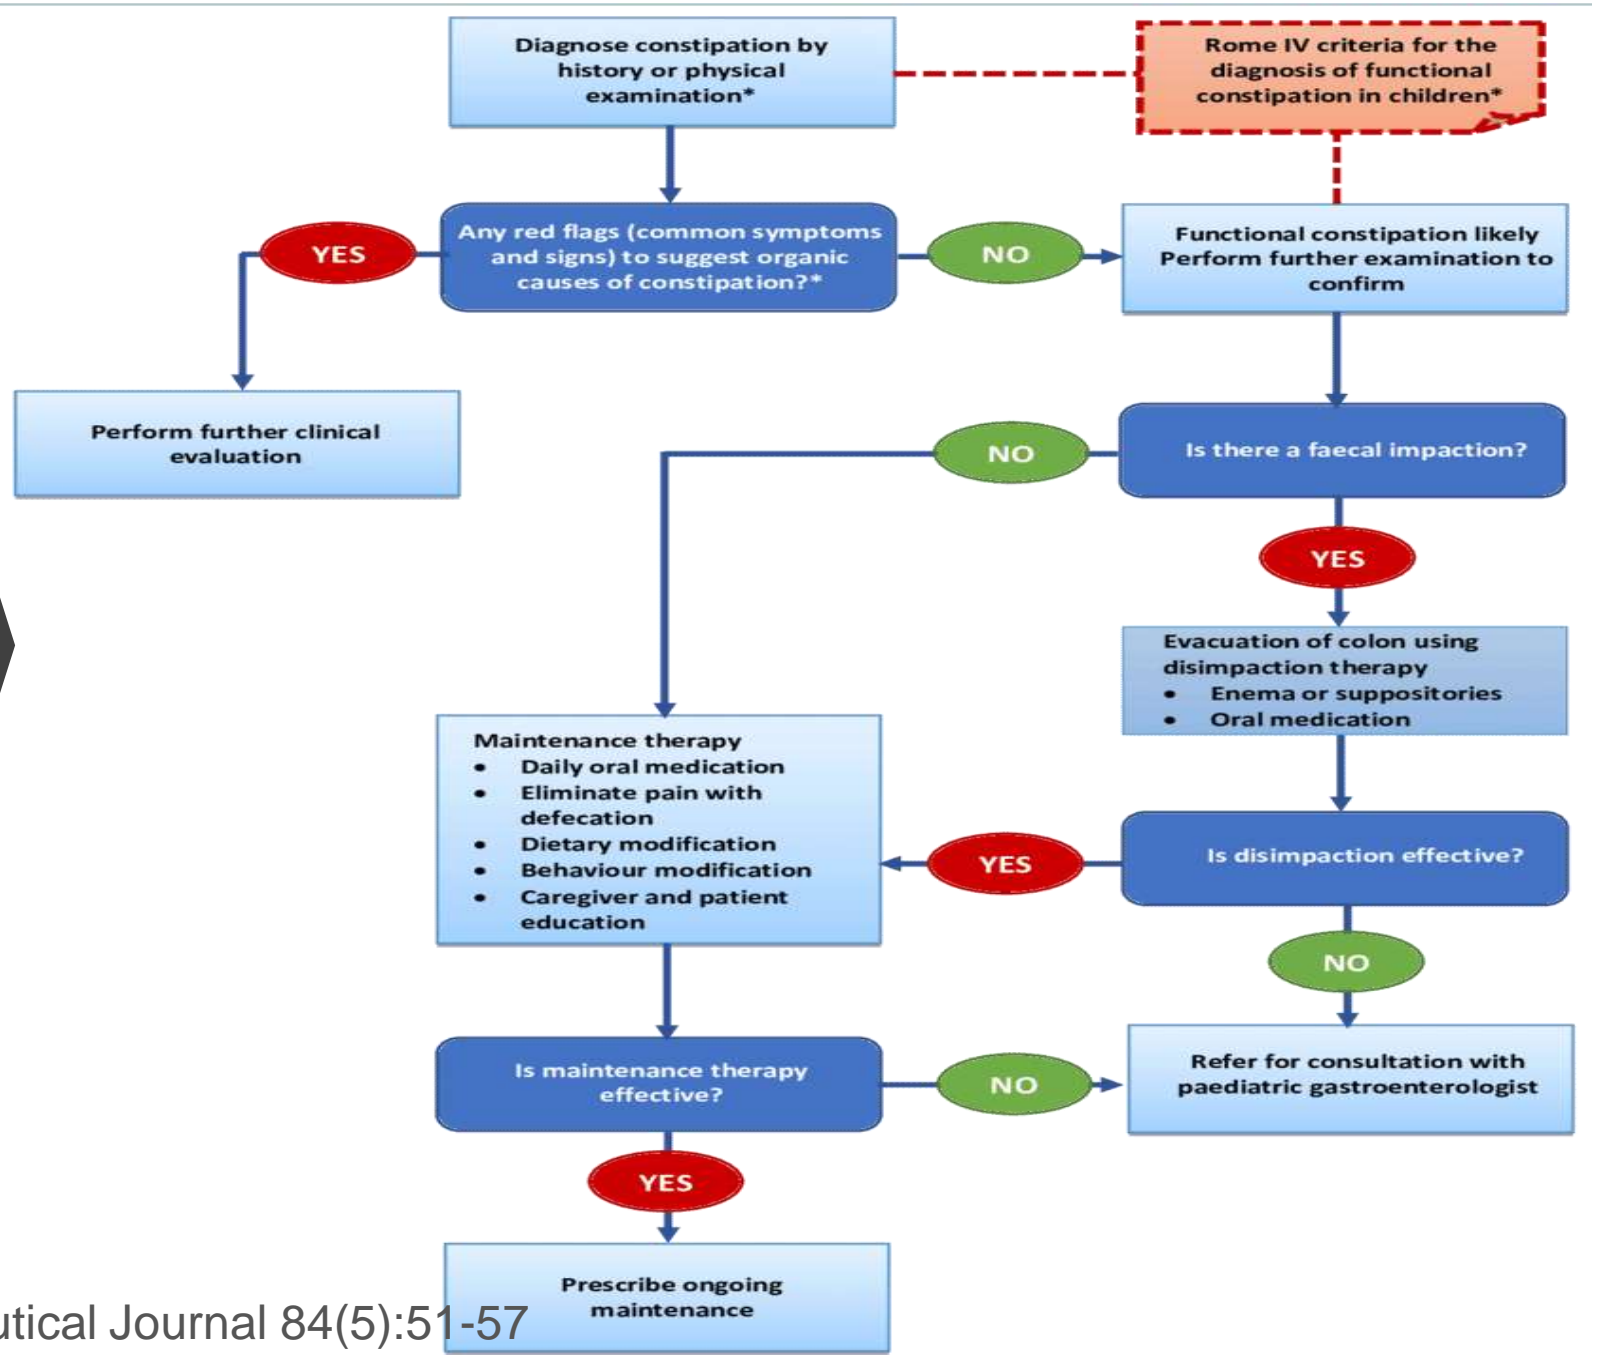 Diagnose constipation by
history or physical
examination*
Rome IV criteria for the
diagnosis of functional
constipation in children*
YES
Any red flags (common symptoms
and signs) to suggest organic
causes of constipation?*
NO
Functional constipation likely
Perform further examination to
confirm
Perform further clinical
evaluation
NO
Is there a faecal impaction?
YES
Evacuation of colon using
disimpaction therapy
• Enema or suppositories
• Oral medication
Maintenance therapy
• Daily oral medication
• Eliminate pain with
defecation
• Dietary modification
• Behaviour modification
• Caregiver and patient
education
YES
Is disimpaction effective?
NO
Is maintenance therapy
effective?
NO
Refer for consultation with
paediatric gastroenterologist
YES
Prescribe ongoing
maintenance
utical Journal 84(5):51-57